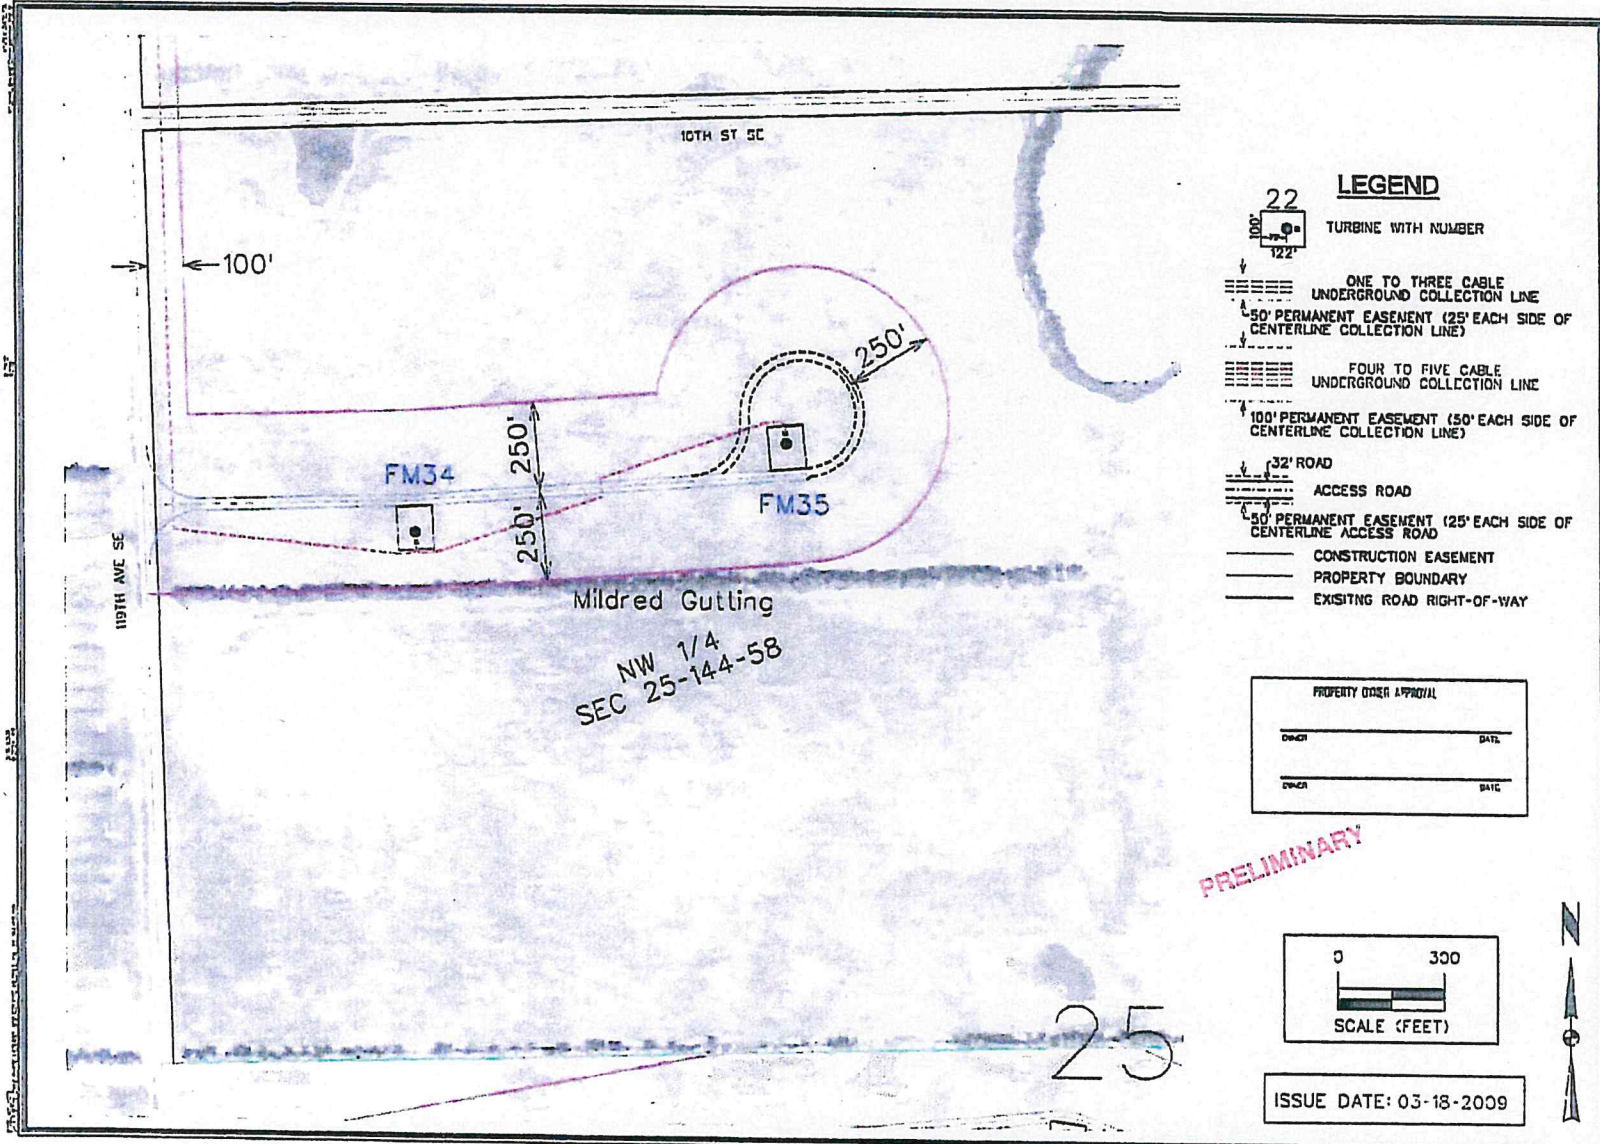 10TH ST SE
LEGEND
22
100'
122'
TURBINE WITH NUMBER
100'
ONE TO THREE CABLE
UNDERGROUND COLLECTION LINE
50' PERMANENT EASEMENT (25' EACH SIDE OF
CENTERLINE COLLECTION LINE)
250'
FOUR TO FIVE CABLE
UNDERGROUND COLLECTION LINE
100' PERMANENT EASEMENT (50' EACH SIDE OF
CENTERLINE COLLECTION LINE)
250'
FM34
32' ROAD
ACCESS ROAD
FM35
250'
50' PERMANENT EASEMENT (25' EACH SIDE OF
CENTERLINE ACCESS ROAD
CONSTRUCTION EASEMENT
PROPERTY BOUNDARY
EXISITNG ROAD RIGHT-OF-WAY
119TH AVE SE
Mildred Gutting
NW 1/4
SEC 25-144-58
PROPERTY OWNER APPROVAL
OWNER DATE
OWNER DATE
PRELIMINARY
N
0 300
SCALE (FEET)
25
ISSUE DATE: 03-18-2009